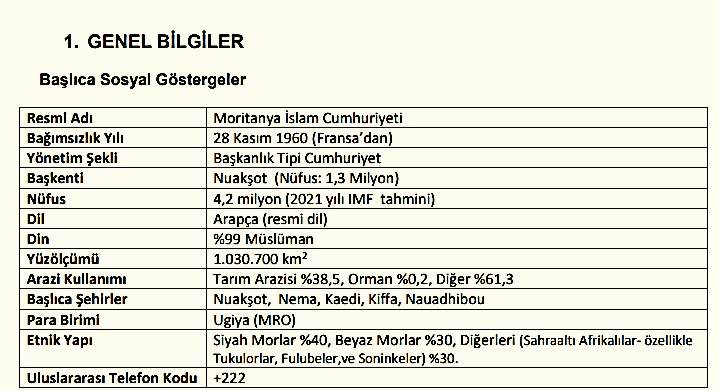 1. GENEL BİLGİLER
Başlıca Sosyal Göstergeler
Resmî Adı Moritanya İslam Cumhuriyeti
Bağımsızlık Yılı 28 Kasım 1960 (Fransa'dan)
Yönetim Şekli Başkanlık Tipi Cumhuriyet
Başkenti Nuakşot (Nüfus: 1,3 Milyon)
Nüfus 4,2 milyon (2021 yılı IMF tahmini)
Dil Arapça (resmi dil)
Din %99 Müslüman
Yüzölçümü 1.030.700 km²
Arazi Kullanımı Tarım Arazisi %38,5, Orman %0,2, Diğer %61,3
Başlıca Şehirler Nuakşot, Nema, Kaedi, Kiffa, Nauadhibou
Para Birimi Ugiya (MRO)
Etnik Yapı Siyah Morlar %40, Beyaz Morlar %30, Diğerleri (Sahraaltı Afrikalılar- özellikle
Tukulorlar, Fulubeler,ve Soninkeler) %30.
Uluslararası Telefon Kodu +222